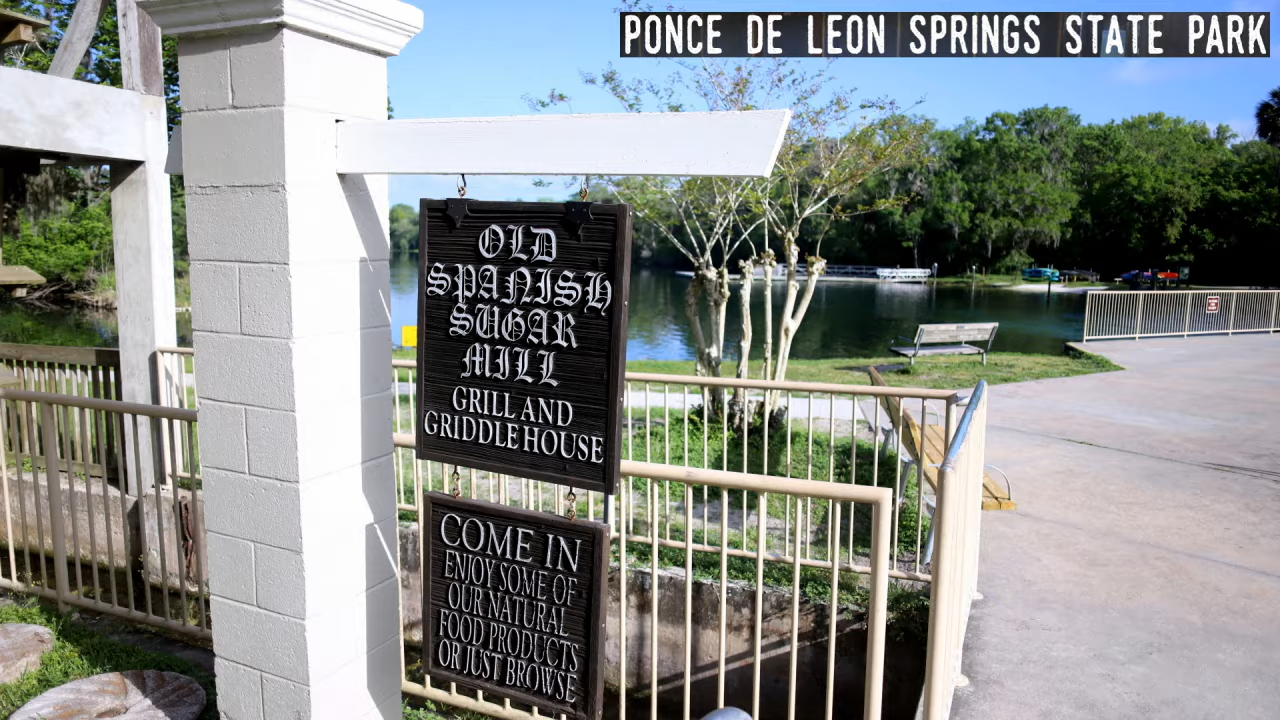 PONCE DE LEON SPRINGS STATE PARK
OLD
SPANISH
SUGAR
MILL
GRILL AND
GRIDDLE HOUSE
COME IN
ENJOY SOME OF
OUR NATURAL
FOOD PRODUCTS
OR JUST BROWSE